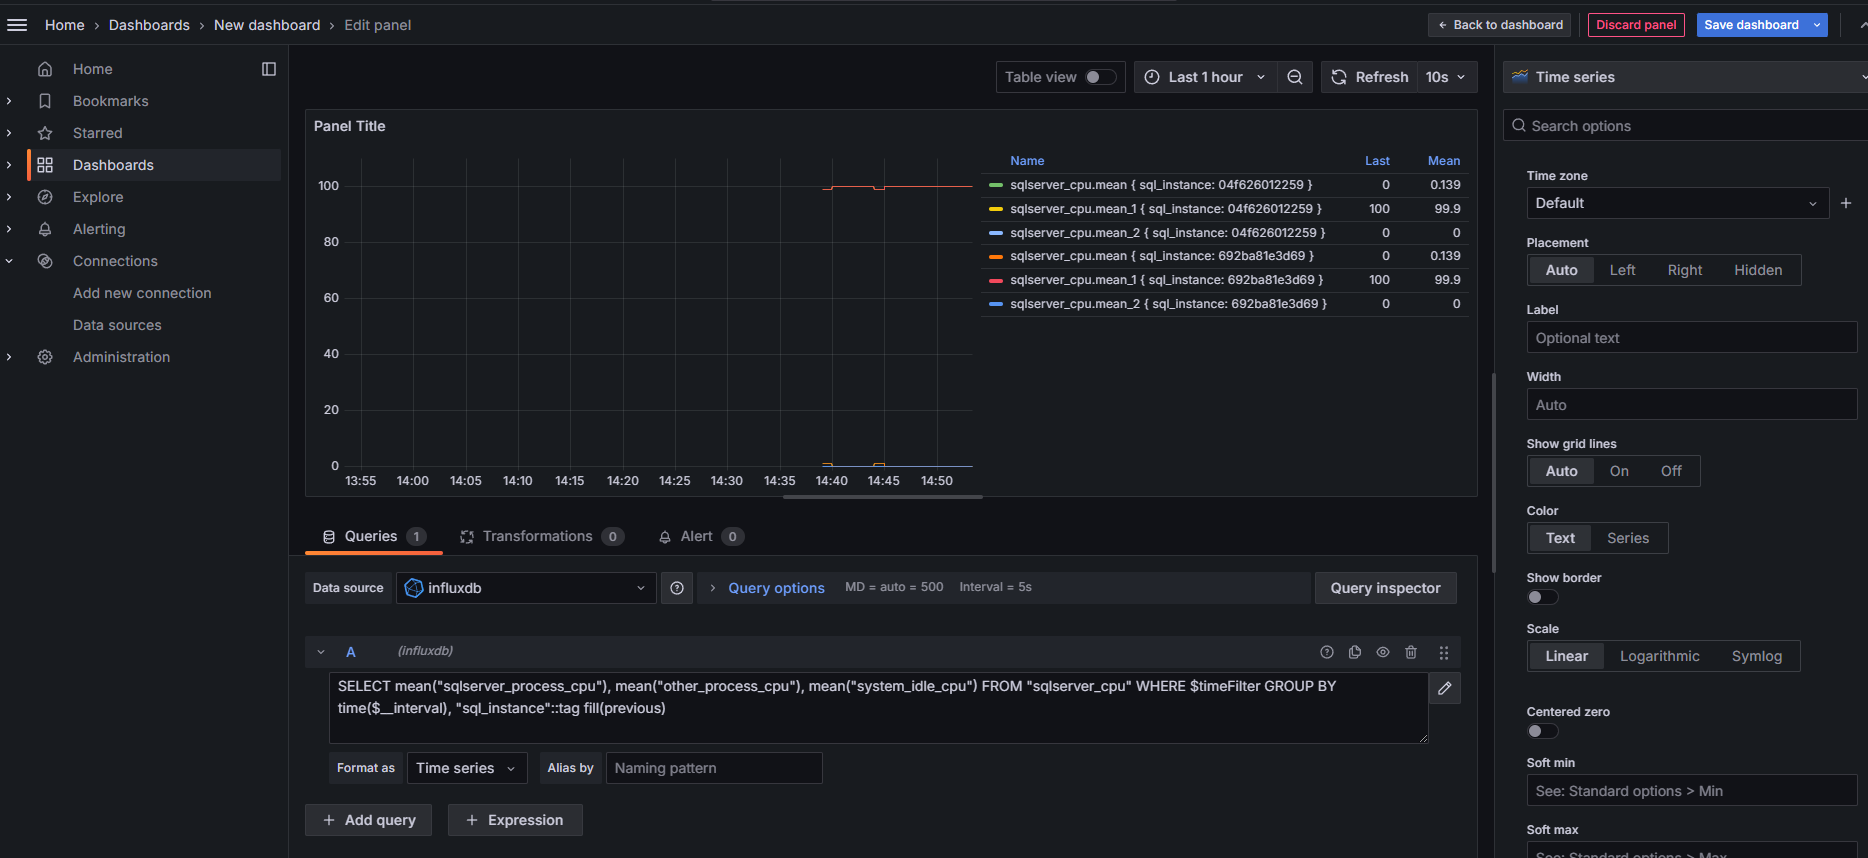 Home › Dashboards › New dashboard › Edit panel
Back to dashboard
Discard panel
Save dashboard
Home
Bookmarks
Starred
Dashboards
Explore
Alerting
Connections
Add new connection
Data sources
Administration
Table view
Last 1 hour
Refresh
10s
Panel Title
100
80
60
40
20
0
13:55 14:00 14:05 14:10 14:15 14:20 14:25 14:30 14:35 14:40 14:45 14:50
Name Last Mean
sqlserver_cpu.mean { sql_instance: 04f626012259 } 0 0.139
sqlserver_cpu.mean_1 { sql_instance: 04f626012259 } 100 99.9
sqlserver_cpu.mean_2 { sql_instance: 04f626012259 } 0 0
sqlserver_cpu.mean { sql_instance: 692ba81e3d69 } 0 0.139
sqlserver_cpu.mean_1 { sql_instance: 692ba81e3d69 } 100 99.9
sqlserver_cpu.mean_2 { sql_instance: 692ba81e3d69 } 0 0
Queries 1
Transformations 0
Alert 0
Data source
influxdb
Query options
MD = auto = 500
Interval = 5s
Query inspector
A
(influxdb)
SELECT mean("sqlserver_process_cpu"), mean("other_process_cpu"), mean("system_idle_cpu") FROM "sqlserver_cpu" WHERE $timeFilter GROUP BY
time($__interval), "sql_instance"::tag fill(previous)
Format as
Time series
Alias by
Naming pattern
+ Add query
+ Expression
Time series
Search options
Time zone
Default
Placement
Auto Left Right Hidden
Label
Optional text
Width
Auto
Show grid lines
Auto On Off
Color
Text Series
Show border
Scale
Linear Logarithmic Symlog
Centered zero
Soft min
See: Standard options > Min
Soft max
See: Standard options > Max